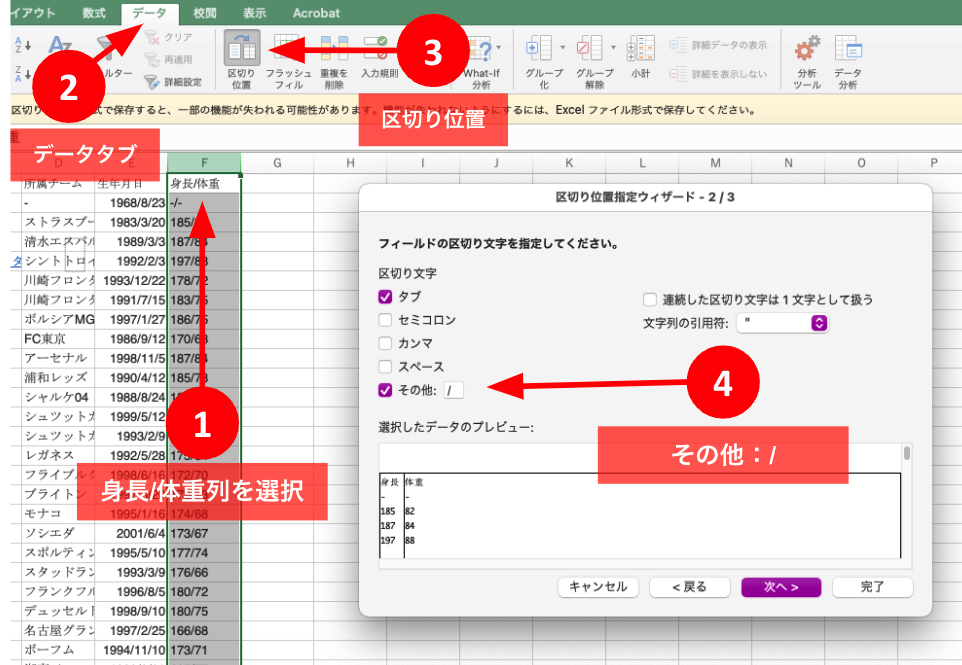 イアウト 数式 データ 校閲 表示 Acrobat
クリア
再適用
詳細設定
ルター
区切り位置
フラッシュ フィル
重複を削除
入力規則
What-If 分析
グループ化
グループ解除
小計
詳細データの表示
詳細を表示しない
分析ツール
データ分析
2
3
区切り
式で保存すると、一部の機能が失われる可能性があります。機能が失われないようにするには、Excel ファイル形式で保存してください。
区切り位置
重
データタブ
D E F G H I J K L M N O P
所属チーム 生年月日 身長/体重
- 1968/8/23 -/-
ストラスブー 1983/3/20 185/
清水エスパル 1989/3/3 187/84
シントトロイ 1992/2/3 197/88
川崎フロンタ 1993/12/22 178/72
川崎フロンタ 1991/7/15 183/75
ボルシアMG 1997/1/27 186/75
FC東京 1986/9/12 170/68
アーセナル 1998/11/5 187/84
浦和レッズ 1990/4/12 185/78
シャルケ04 1988/8/24
シュツットガ 1999/5/12
シュツットガ 1993/2/9
レガネス 1992/5/28
フライブルク 1998/6/16 172/70
ブライトン
モナコ 1995/1/16 174/68
ソシエダ 2001/6/4 173/67
スポルティン 1995/5/10 177/74
スタッドラン 1993/3/9 176/66
フランクフル 1996/8/5 180/72
デュッセルド 1998/9/10 180/75
名古屋グラン 1997/2/25 166/68
ボーフム 1994/11/10 173/71
1
身長/体重列を選択
区切り位置指定ウィザード - 2 / 3
フィールドの区切り文字を指定してください。
区切り文字
タブ
セミコロン
カンマ
スペース
その他: /
連続した区切り文字は 1 文字として扱う
文字列の引用符: "
4
その他：/
選択したデータのプレビュー:
身長 体重
- -
185 82
187 84
197 88
キャンセル < 戻る 次へ > 完了